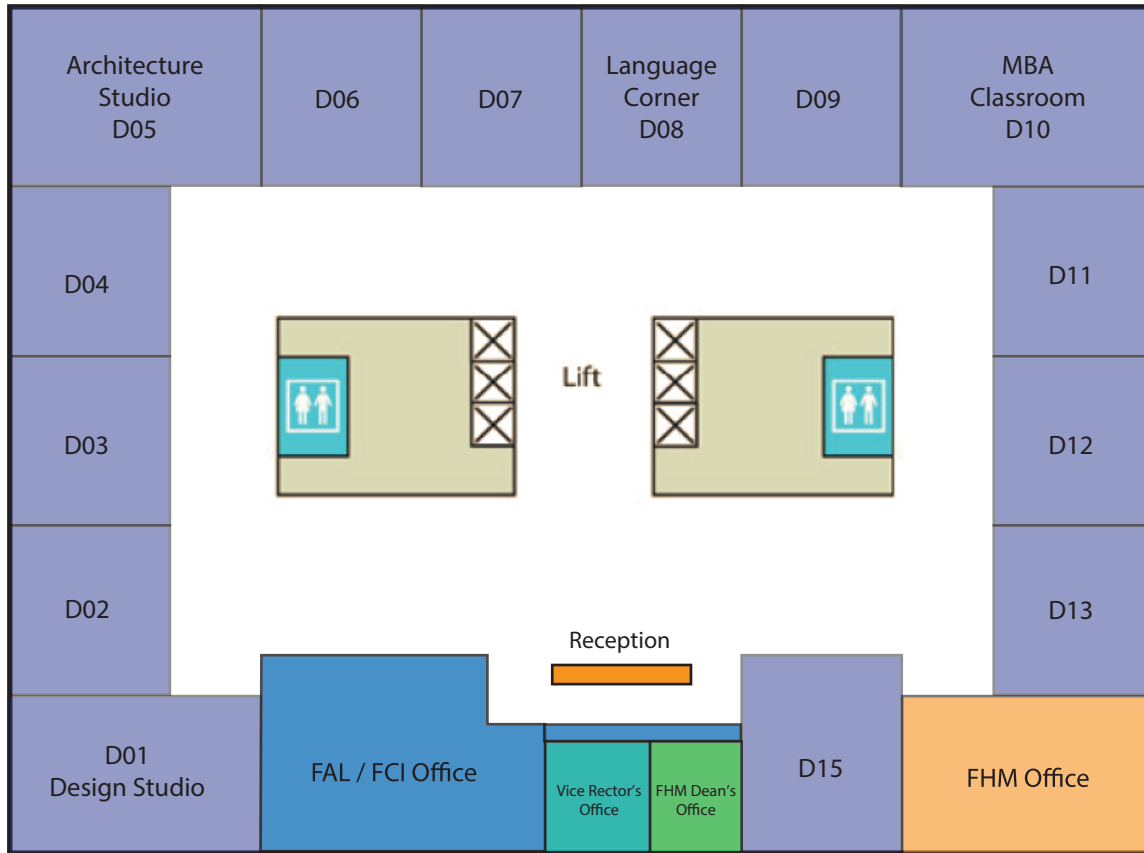 Architecture
Studio
D05
D06
D07
Language
Corner
D08
D09
MBA
Classroom
D10
D04
D11
Lift
D03
D12
D02
D13
Reception
D01
Design Studio
FAL / FCI Office
Vice Rector's
Office
FHM Dean's
Office
D15
FHM Office